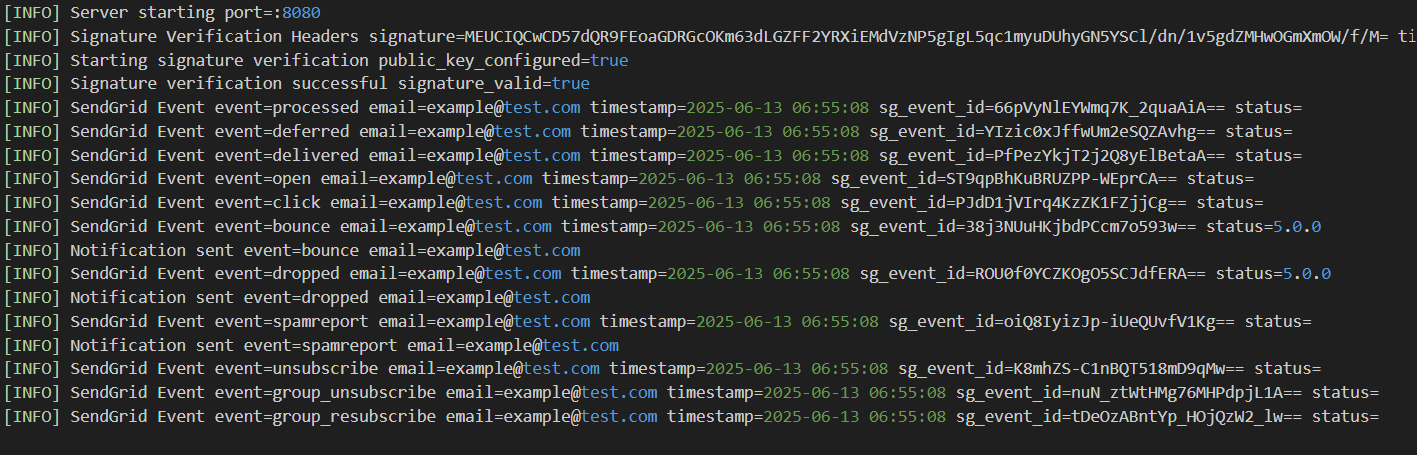 [INFO] Server starting port=:8080
[INFO] Signature Verification Headers signature=MEUCIQCwCD57dQR9FEoaGDRGcOKm63dLGZFF2YRXiEMdVzNP5gIgL5qc1myuDUhyGN5YSCl/dn/1v5gdZMHwOGmXmOW/f/M= ti
[INFO] Starting signature verification public_key_configured=true
[INFO] Signature verification successful signature_valid=true
[INFO] SendGrid Event event=processed email=example@test.com timestamp=2025-06-13 06:55:08 sg_event_id=66pVyNlEYWmq7K_2quaAiA== status=
[INFO] SendGrid Event event=deferred email=example@test.com timestamp=2025-06-13 06:55:08 sg_event_id=YIzic0xJffwUm2eSQZAvhg== status=
[INFO] SendGrid Event event=delivered email=example@test.com timestamp=2025-06-13 06:55:08 sg_event_id=PfPezYkjT2j2Q8yElBetaA== status=
[INFO] SendGrid Event event=open email=example@test.com timestamp=2025-06-13 06:55:08 sg_event_id=ST9qpBhKuBRUZPP-WEprCA== status=
[INFO] SendGrid Event event=click email=example@test.com timestamp=2025-06-13 06:55:08 sg_event_id=PJdD1jVIrq4KzZK1FZjjCg== status=
[INFO] SendGrid Event event=bounce email=example@test.com timestamp=2025-06-13 06:55:08 sg_event_id=38j3NUuHKjbdPCcm7o593w== status=5.0.0
[INFO] Notification sent event=bounce email=example@test.com
[INFO] SendGrid Event event=dropped email=example@test.com timestamp=2025-06-13 06:55:08 sg_event_id=ROU0f0YCZKOgO5SCJdfERA== status=5.0.0
[INFO] Notification sent event=dropped email=example@test.com
[INFO] SendGrid Event event=spamreport email=example@test.com timestamp=2025-06-13 06:55:08 sg_event_id=oiQ8IyizJp-iUeQUvfV1Kg== status=
[INFO] Notification sent event=spamreport email=example@test.com
[INFO] SendGrid Event event=unsubscribe email=example@test.com timestamp=2025-06-13 06:55:08 sg_event_id=K8mhZS-C1nBQT518mD9qMw== status=
[INFO] SendGrid Event event=group_unsubscribe email=example@test.com timestamp=2025-06-13 06:55:08 sg_event_id=nuN_ztWtHMg76MHPdpjL1A== status=
[INFO] SendGrid Event event=group_resubscribe email=example@test.com timestamp=2025-06-13 06:55:08 sg_event_id=tDeOzABntYp_HOjQzW2_lw== status=